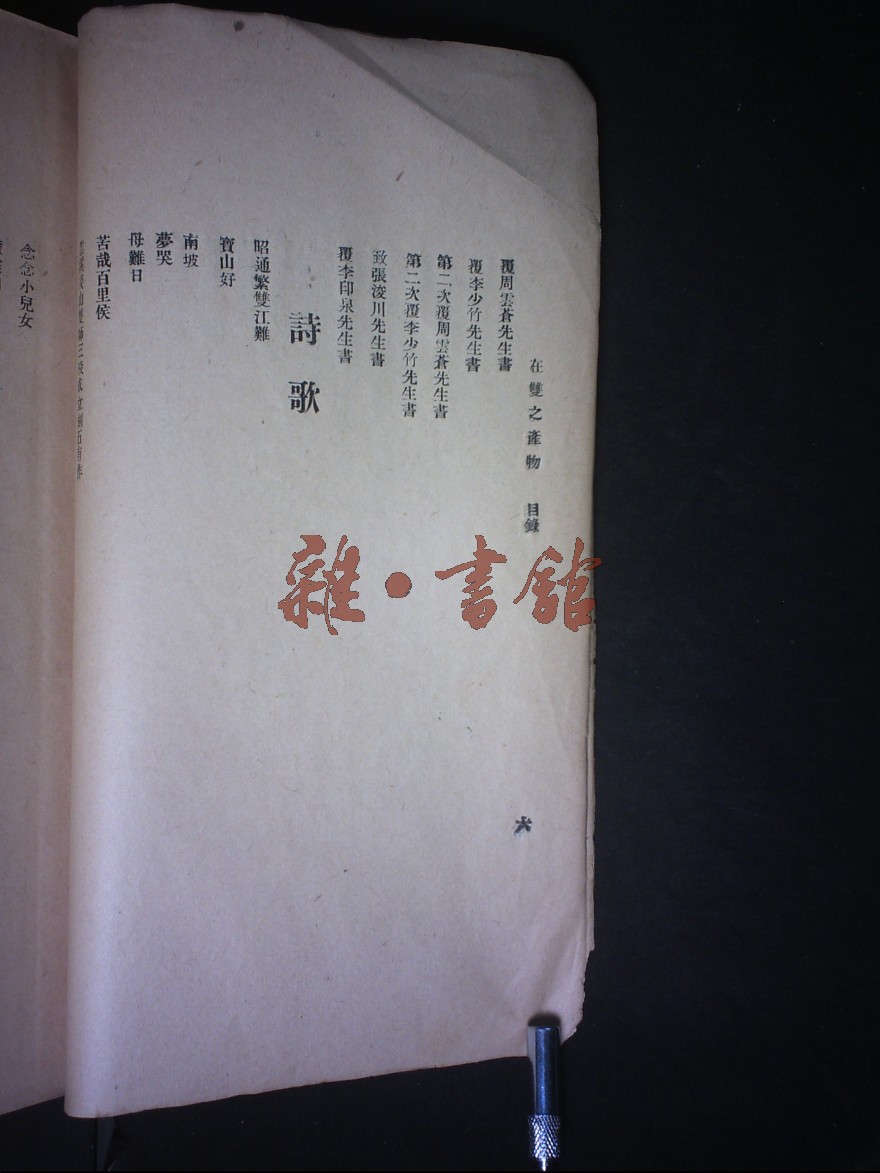 在雙之產物 目錄
六
覆周雲蒼先生書
覆李少竹先生書
第二次覆周雲蒼先生書
第二次覆李少竹先生書
致張浚川先生書
覆李印泉先生書
詩歌
昭通繁雙江難
寶山好
南坡
夢哭
母難日
苦哉百里侯
念念小兒女
雜·書館